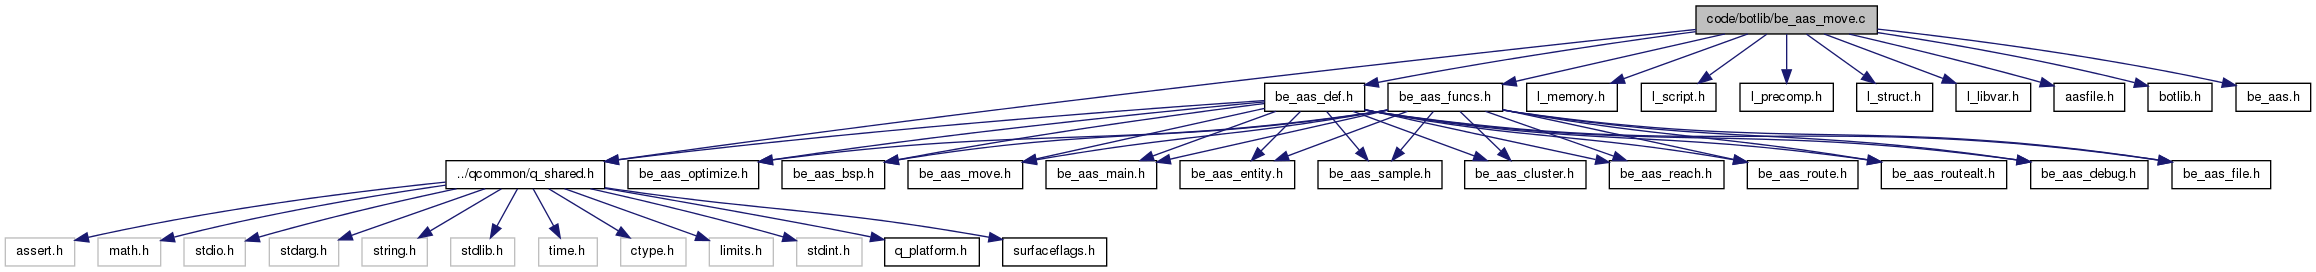 code/botlib/be_aas_move.c
be_aas_def.h
be_aas_funcs.h
l_memory.h
l_script.h
l_precomp.h
l_struct.h
l_libvar.h
aasfile.h
botlib.h
be_aas.h
../qcommon/q_shared.h
be_aas_optimize.h
be_aas_bsp.h
be_aas_move.h
be_aas_main.h
be_aas_entity.h
be_aas_sample.h
be_aas_cluster.h
be_aas_reach.h
be_aas_route.h
be_aas_routealt.h
be_aas_debug.h
be_aas_file.h
assert.h
math.h
stdio.h
stdarg.h
string.h
stdlib.h
time.h
ctype.h
limits.h
stdint.h
q_platform.h
surfaceflags.h